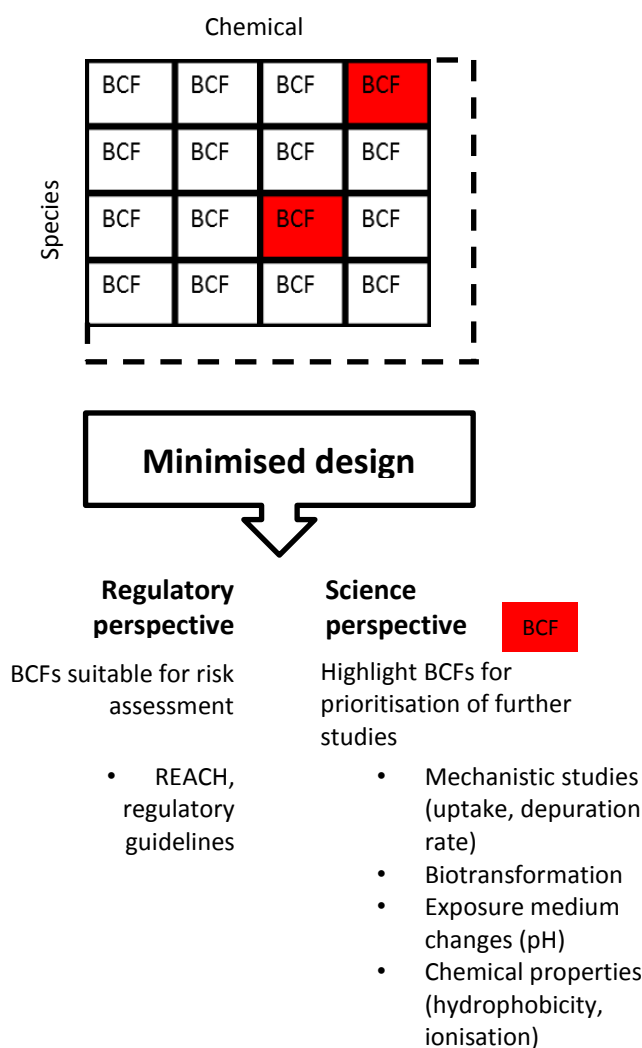 Chemical
Species
BCF BCF BCF BCF
BCF BCF BCF BCF
BCF BCF BCF BCF
BCF BCF BCF BCF
Minimised design
Regulatory
perspective
BCFs suitable for risk
assessment
• REACH,
regulatory
guidelines
Science
perspective
BCF
Highlight BCFs for
prioritisation of further
studies
• Mechanistic studies
(uptake, depuration
rate)
• Biotransformation
• Exposure medium
changes (pH)
• Chemical properties
(hydrophobicity,
ionisation)